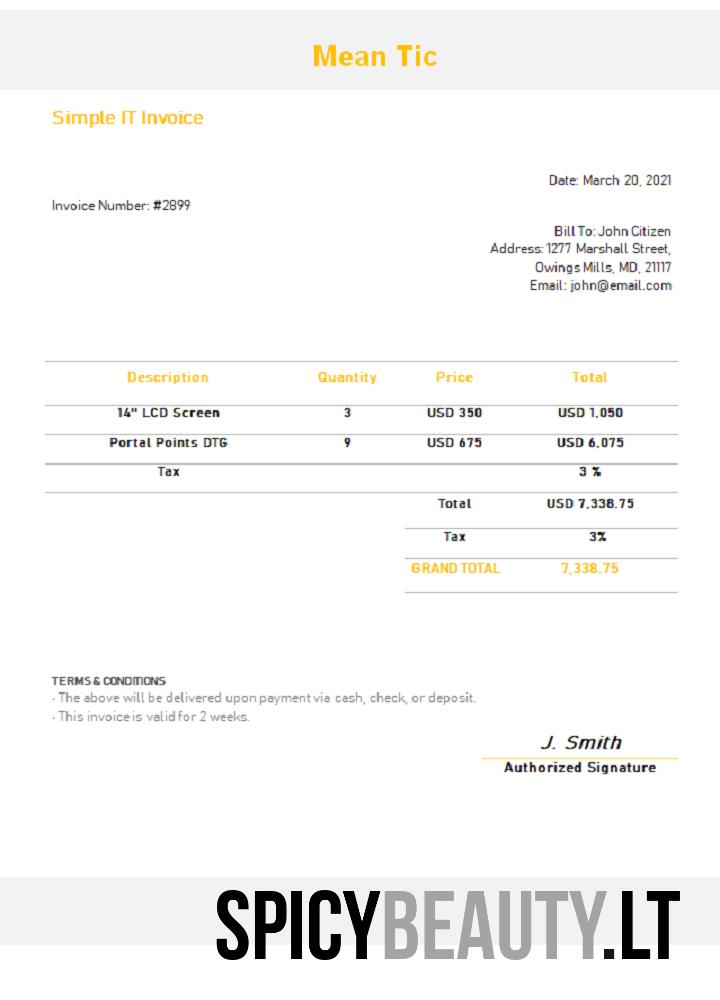 Mean Tic
Simple IT Invoice
Date: March 20, 2021
Invoice Number: #2899
Bill To: John Citizen
Address: 1277 Marshall Street,
Owings Mills, MD, 21117
Email: john@email.com
Description Quantity Price Total
14" LCD Screen 3 USD 350 USD 1,050
Portal Points DTG 9 USD 675 USD 6,075
Tax 3 %
Total USD 7,338.75
Tax 3%
GRAND TOTAL 7,338.75
TERMS & CONDITIONS
· The above will be delivered upon payment via cash, check, or deposit.
· This invoice is valid for 2 weeks.
J. Smith
Authorized Signature
SPICYBEAUTY.LT